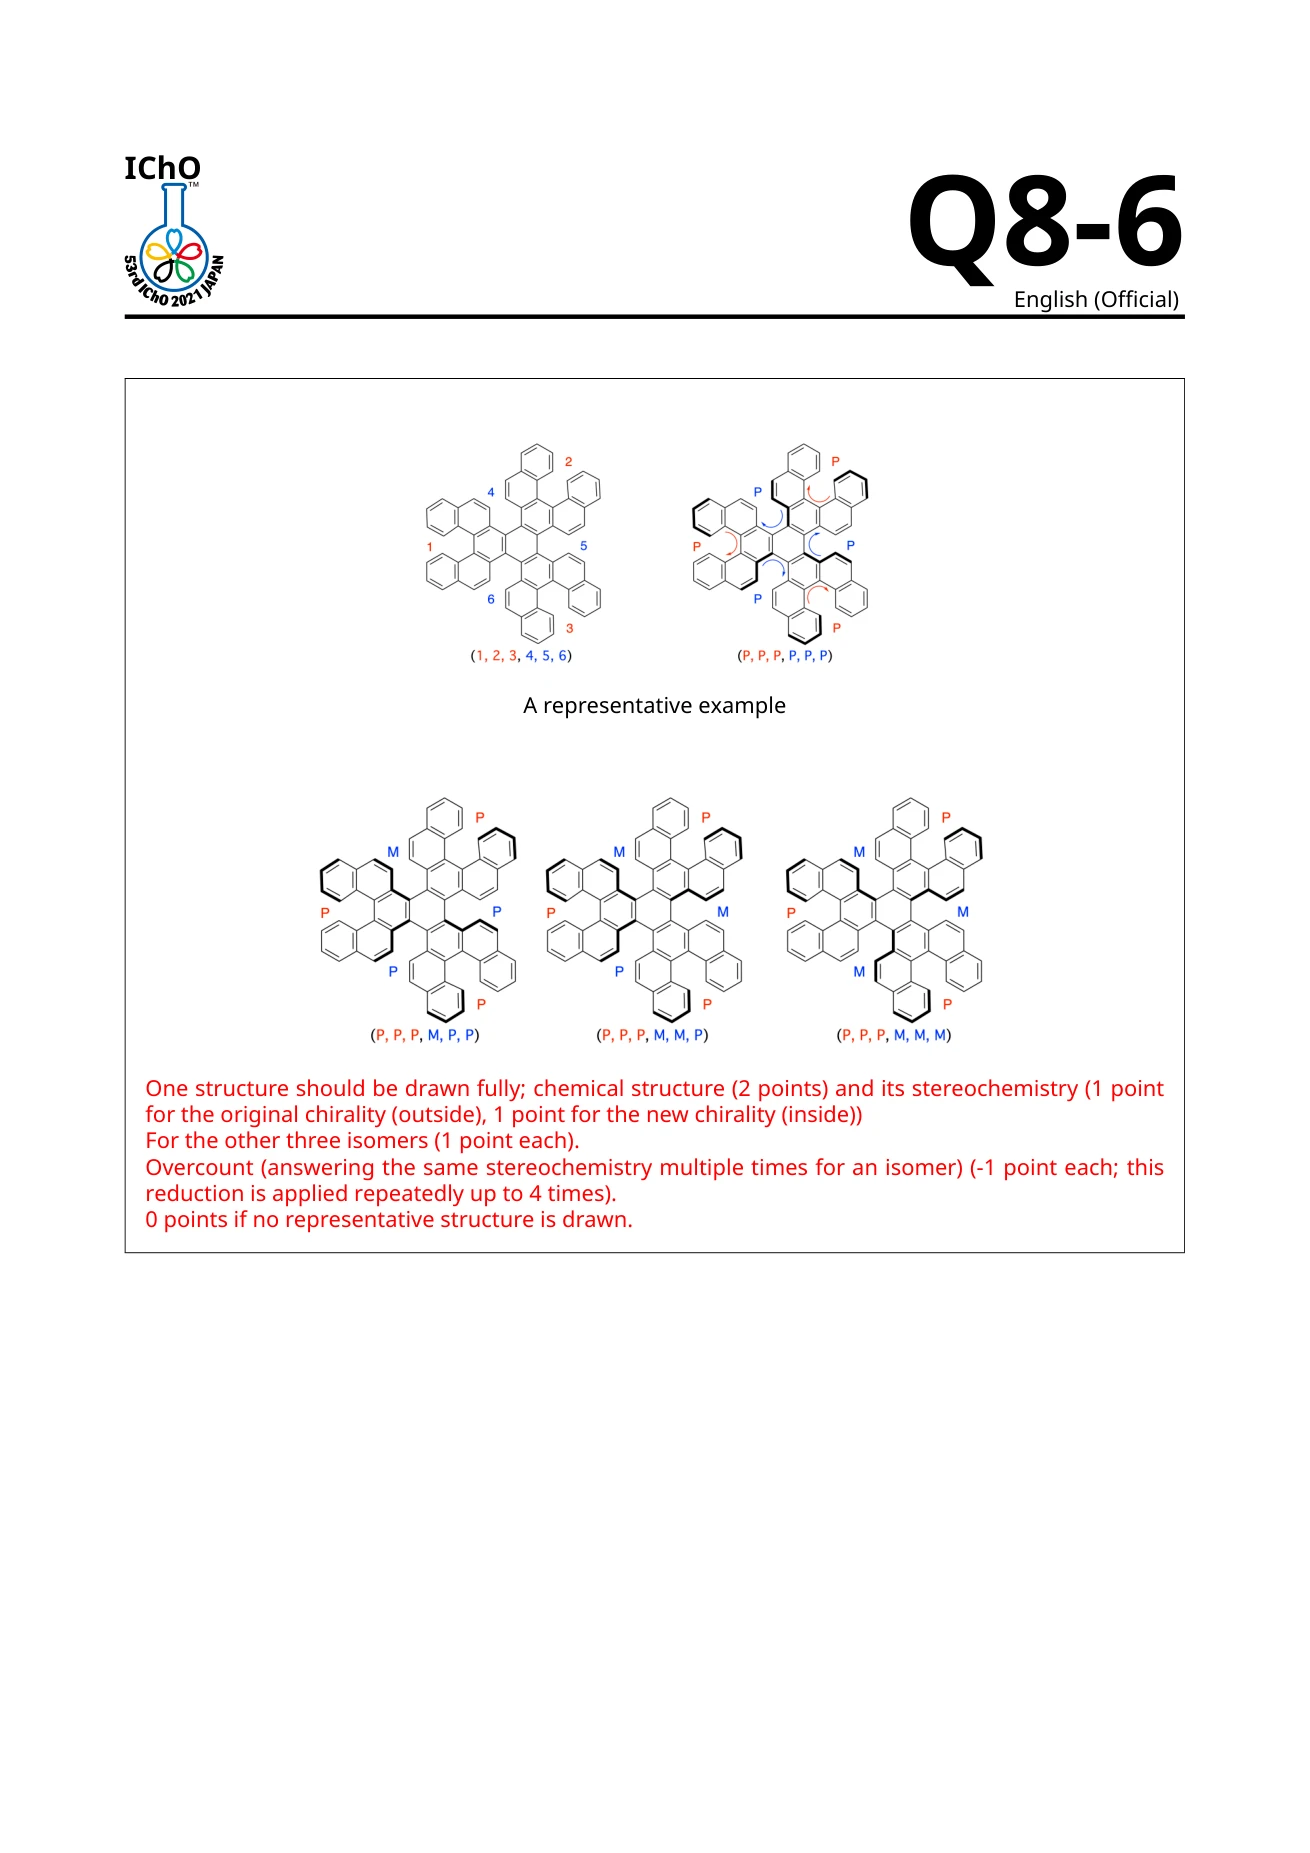 IChO
TM
53rd IChO 2021 JAPAN
Q8-6
English (Official)
2
4
1
5
6
3
(1, 2, 3, 4, 5, 6)
P
P
P
P
P
P
(P, P, P, P, P, P)
A representative example
P
M
P
P
P
P
(P, P, P, M, P, P)
P
M
P
M
P
P
(P, P, P, M, M, P)
P
M
P
M
M
P
(P, P, P, M, M, M)
One structure should be drawn fully; chemical structure (2 points) and its stereochemistry (1 point
for the original chirality (outside), 1 point for the new chirality (inside))
For the other three isomers (1 point each).
Overcount (answering the same stereochemistry multiple times for an isomer) (-1 point each; this
reduction is applied repeatedly up to 4 times).
0 points if no representative structure is drawn.